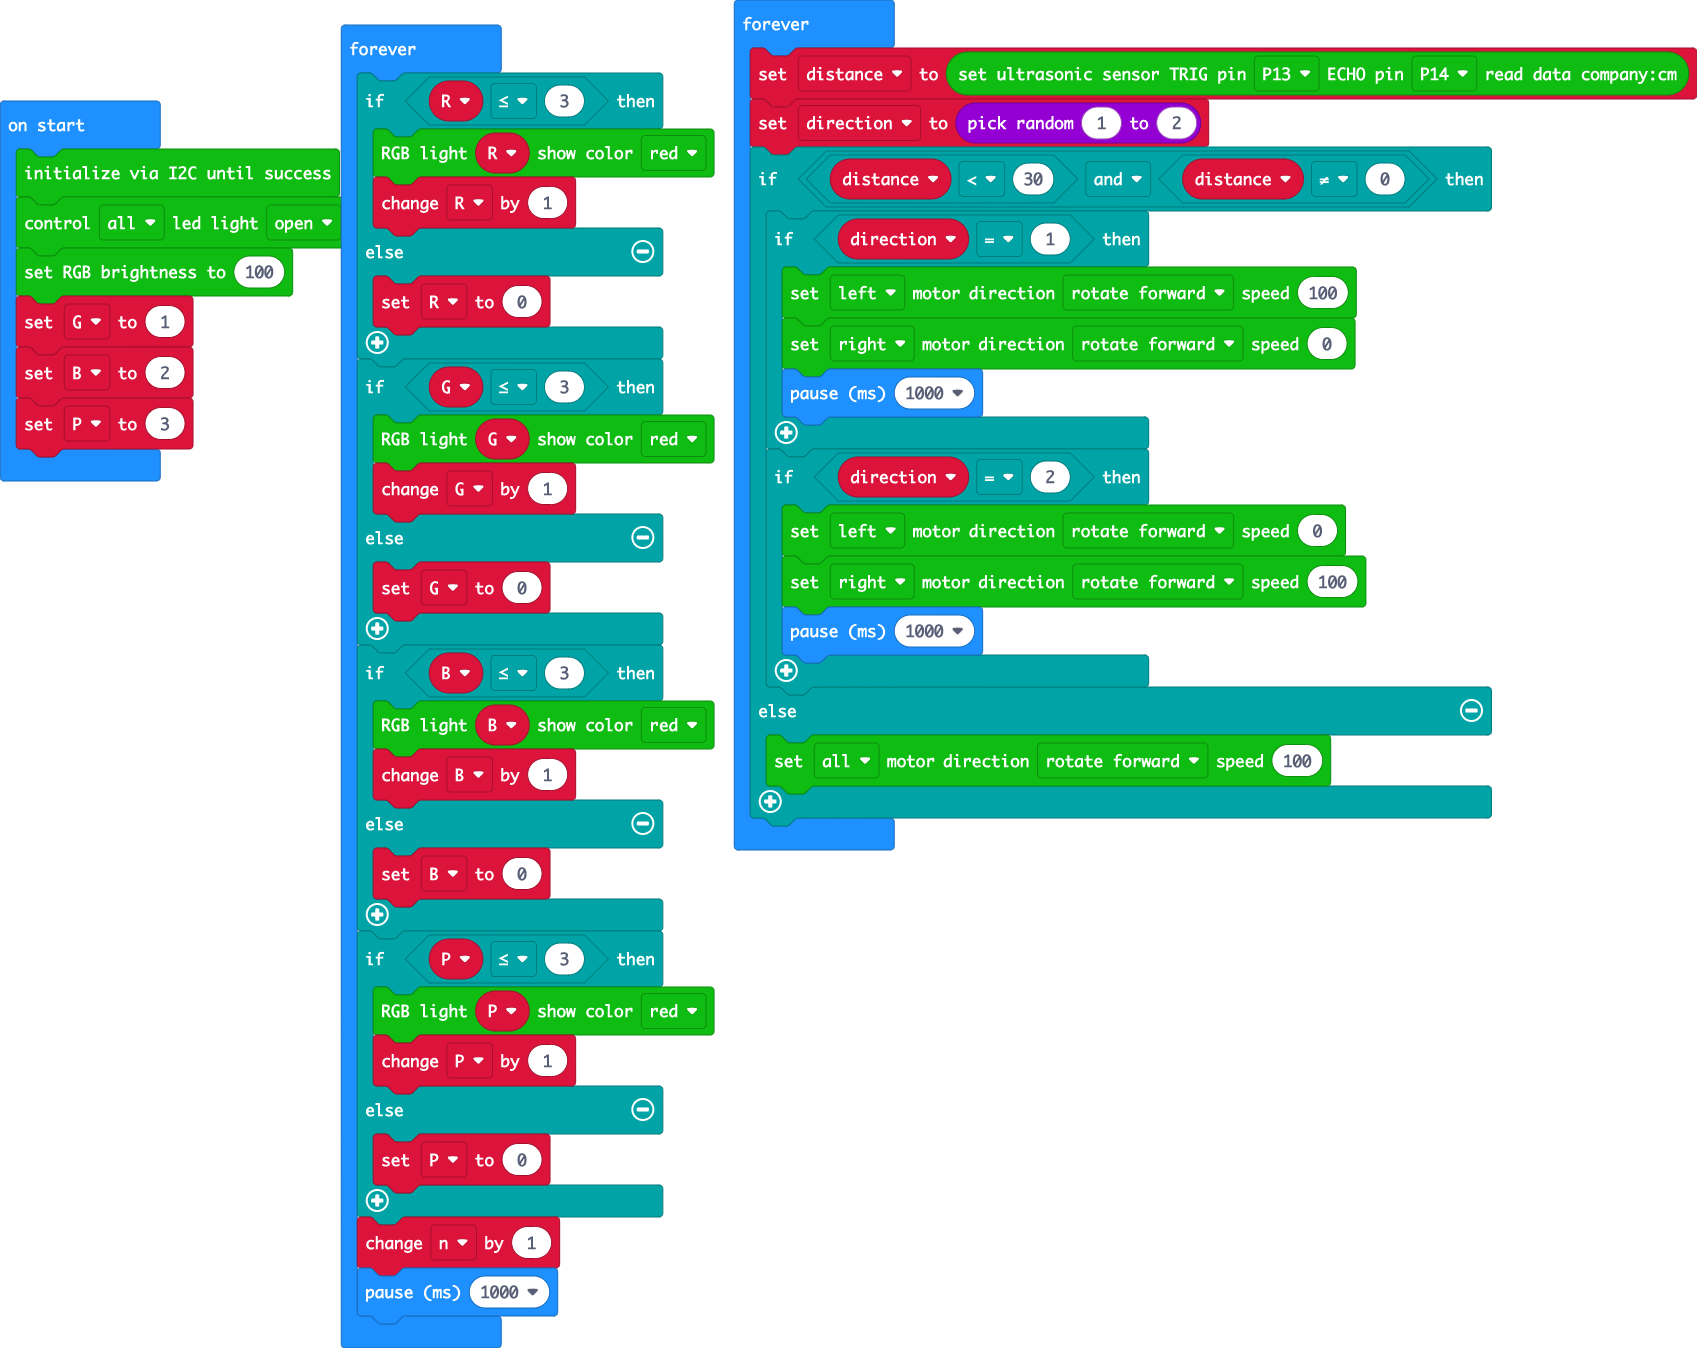 on start
initialize via I2C until success
control all led light open
set RGB brightness to 100
set G to 1
set B to 2
set P to 3
forever
if R ≤ 3 then
RGB light R show color red
change R by 1
else
set R to 0
if G ≤ 3 then
RGB light G show color red
change G by 1
else
set G to 0
if B ≤ 3 then
RGB light B show color red
change B by 1
else
set B to 0
if P ≤ 3 then
RGB light P show color red
change P by 1
else
set P to 0
change n by 1
pause (ms) 1000
forever
set distance to set ultrasonic sensor TRIG pin P13 ECHO pin P14 read data company:cm
set direction to pick random 1 to 2
if distance < 30 and distance ≠ 0 then
if direction = 1 then
set left motor direction rotate forward speed 100
set right motor direction rotate forward speed 0
pause (ms) 1000
if direction = 2 then
set left motor direction rotate forward speed 0
set right motor direction rotate forward speed 100
pause (ms) 1000
else
set all motor direction rotate forward speed 100